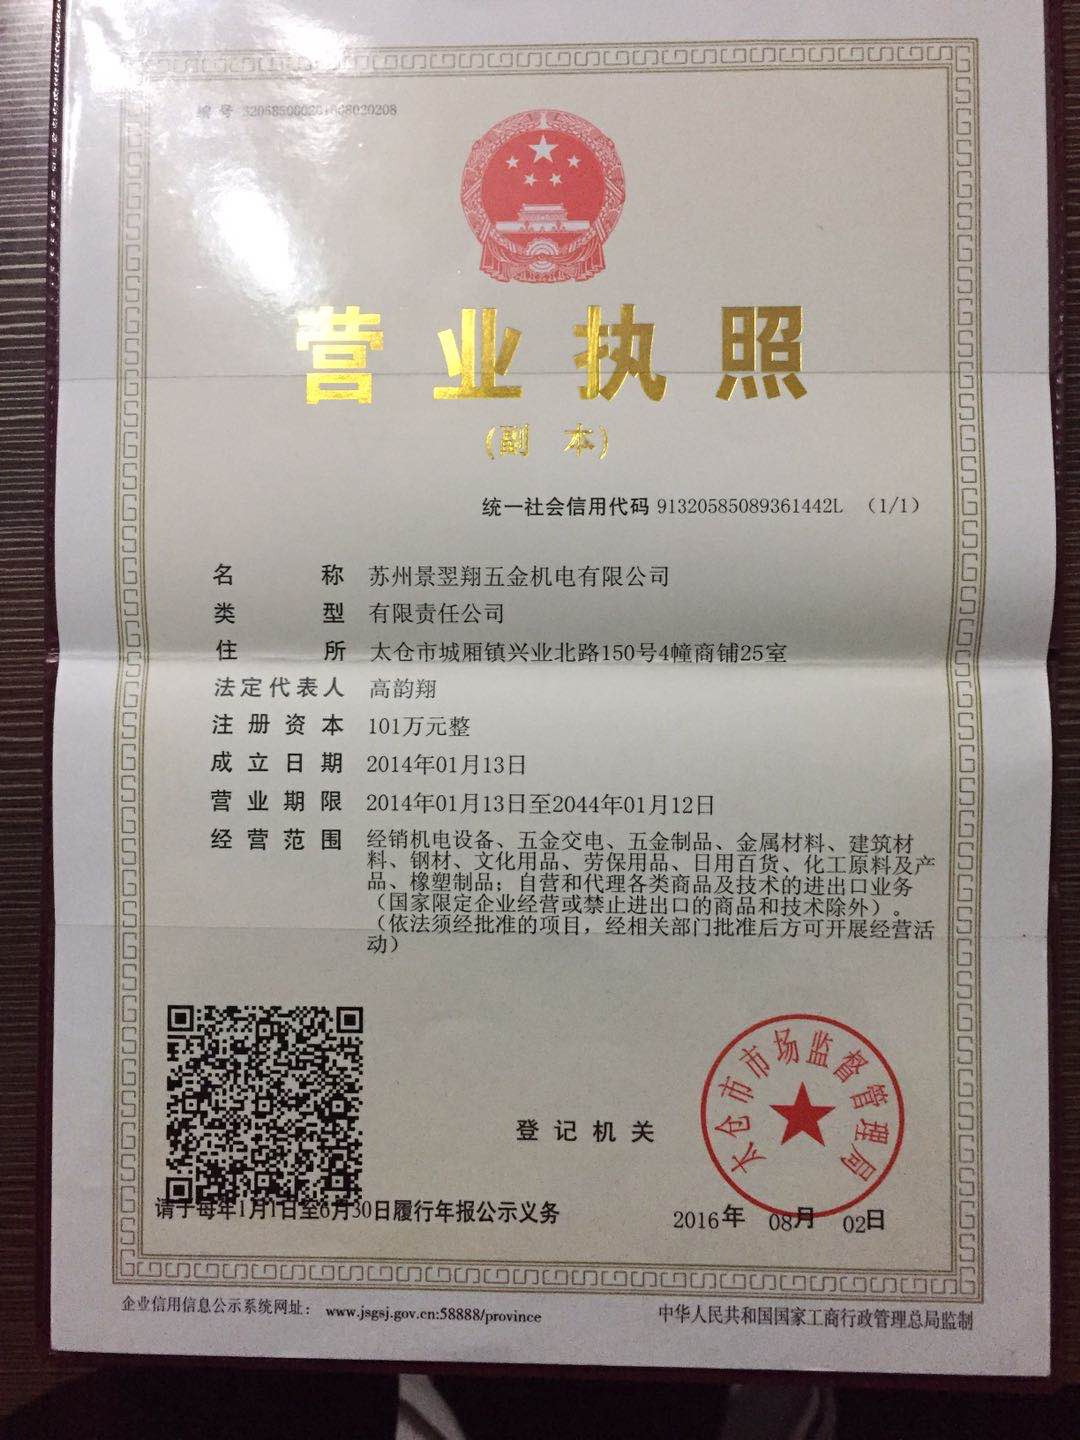 编 号 320585000201608020208
营业执照
(副 本)
统一社会信用代码 91320585089361442L （1/1）
名 称 苏州景翌翔五金机电有限公司
类 型 有限责任公司
住 所 太仓市城厢镇兴业北路150号4幢商铺25室
法定代表人 高韵翔
注册资本 101万元整
成立日期 2014年01月13日
营业期限 2014年01月13日至2044年01月12日
经营范围 经销机电设备、五金交电、五金制品、金属材料、建筑材
料、钢材、文化用品、劳保用品、日用百货、化工原料及产
品、橡塑制品；自营和代理各类商品及技术的进出口业务
（国家限定企业经营或禁止进出口的商品和技术除外）。
（依法须经批准的项目，经相关部门批准后方可开展经营活
动）
太仓市市场监督管理局
登记机关
请于每年1月1日至6月30日履行年报公示义务
2016年 08月 02日
企业信用信息公示系统网址： www.jsgsj.gov.cn:58888/province
中华人民共和国国家工商行政管理总局监制